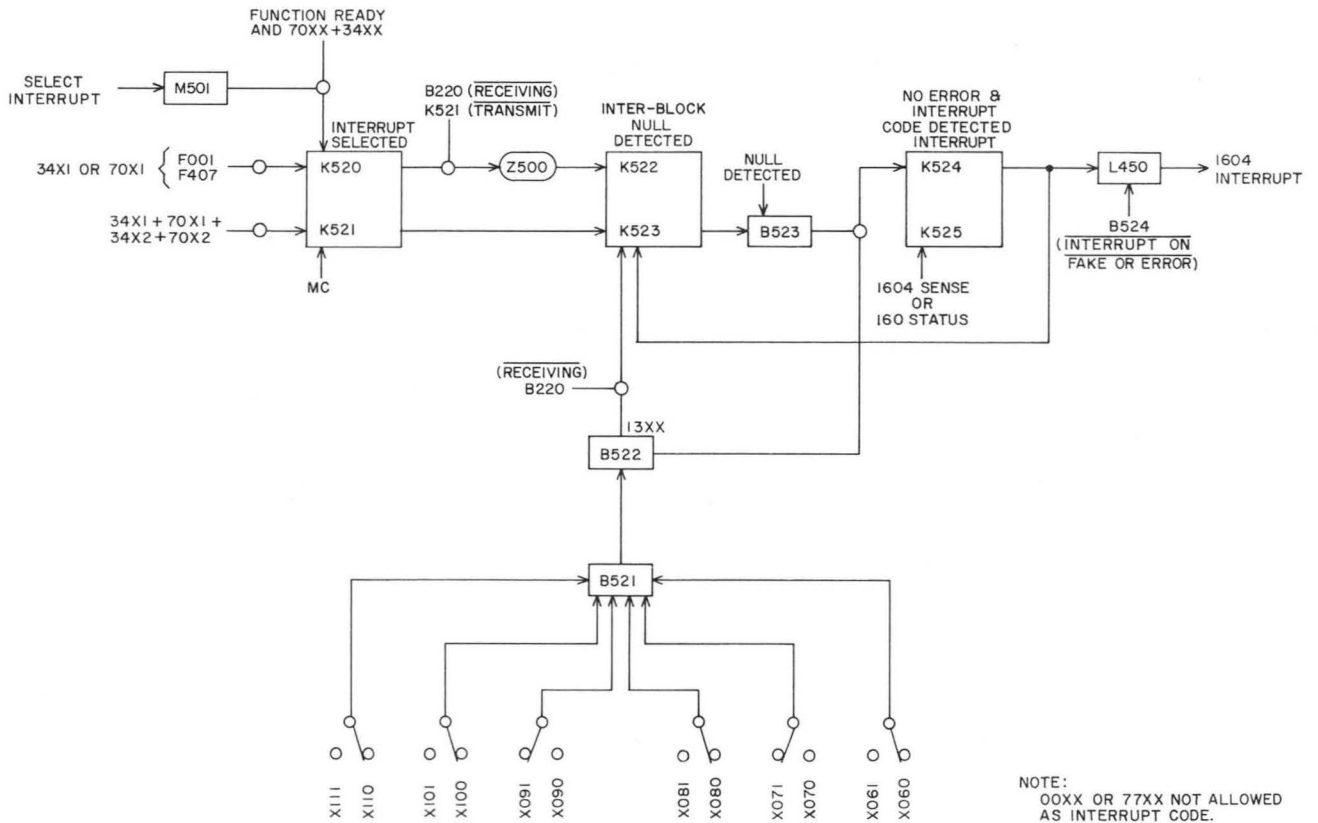 FUNCTION READY
AND 70XX+34XX
SELECT
INTERRUPT
M501
B220 (RECEIVING)
K521 (TRANSMIT)
INTER-BLOCK
NULL
DETECTED
NO ERROR &
INTERRUPT
CODE DETECTED
INTERRUPT
INTERRUPT
SELECTED
34X1 OR 70X1
F001
F407
K520
Z500
K522
NULL
DETECTED
K524
L450
1604
INTERRUPT
34X1+70X1+
34X2+70X2
K521
K523
B523
K525
B524
(INTERRUPT ON
FAKE OR ERROR)
MC
1604 SENSE
OR
160 STATUS
(RECEIVING)
B220
13XX
B522
B521
X111
X110
X101
X100
X091
X090
X081
X080
X071
X070
X061
X060
NOTE:
00XX OR 77XX NOT ALLOWED
AS INTERRUPT CODE.